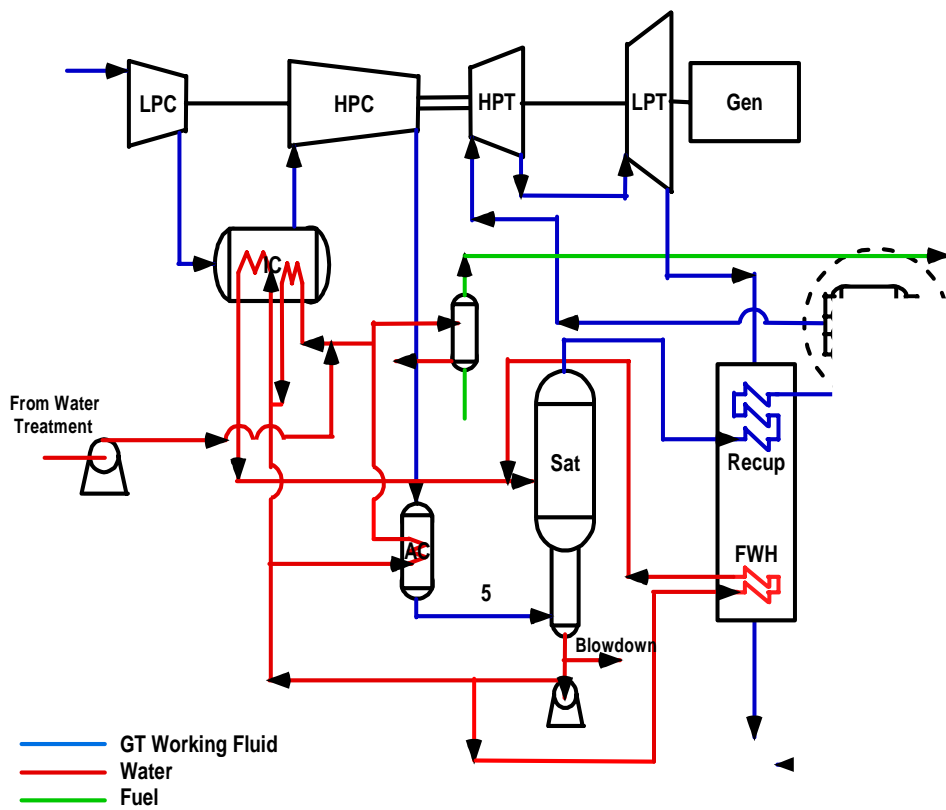 LPC
HPC
HPT
LPT
Gen
IC
From Water
Treatment
Sat
Recup
AC
FWH
5
Blowdown
GT Working Fluid
Water
Fuel